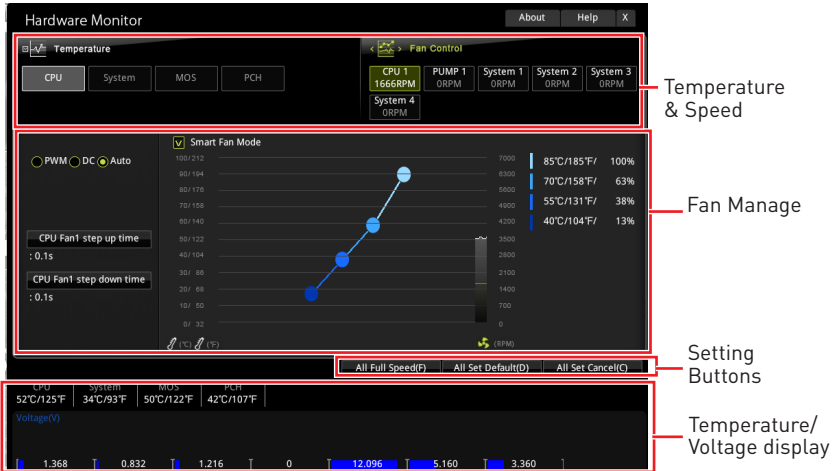 Hardware Monitor
About Help X
Temperature
Fan Control
CPU System MOS PCH
CPU 1 PUMP 1 System 1 System 2 System 3
1666RPM 0RPM 0RPM 0RPM 0RPM
System 4
0RPM
Temperature
& Speed
V Smart Fan Mode
PWM DC Auto
100/212 7000
90/194 6300
80/176 5600
70/158 4900
60/140 4200
50/122 3500
40/104 2800
30/ 86 2100
20/ 68 1400
10/ 50 700
0/ 32 0
(℃) (℉) (RPM)
85℃/185℉/ 100%
70℃/158℉/ 63%
55℃/131℉/ 38%
40℃/104℉/ 13%
CPU Fan1 step up time
: 0.1s
CPU Fan1 step down time
: 0.1s
Fan Manage
All Full Speed(F) All Set Default(D) All Set Cancel(C)
Setting
Buttons
CPU System MOS PCH
52℃/125℉ 34℃/93℉ 50℃/122℉ 42℃/107℉
Voltage(V)
1.368 0.832 1.216 0 12.096 5.160 3.360
Temperature/
Voltage display